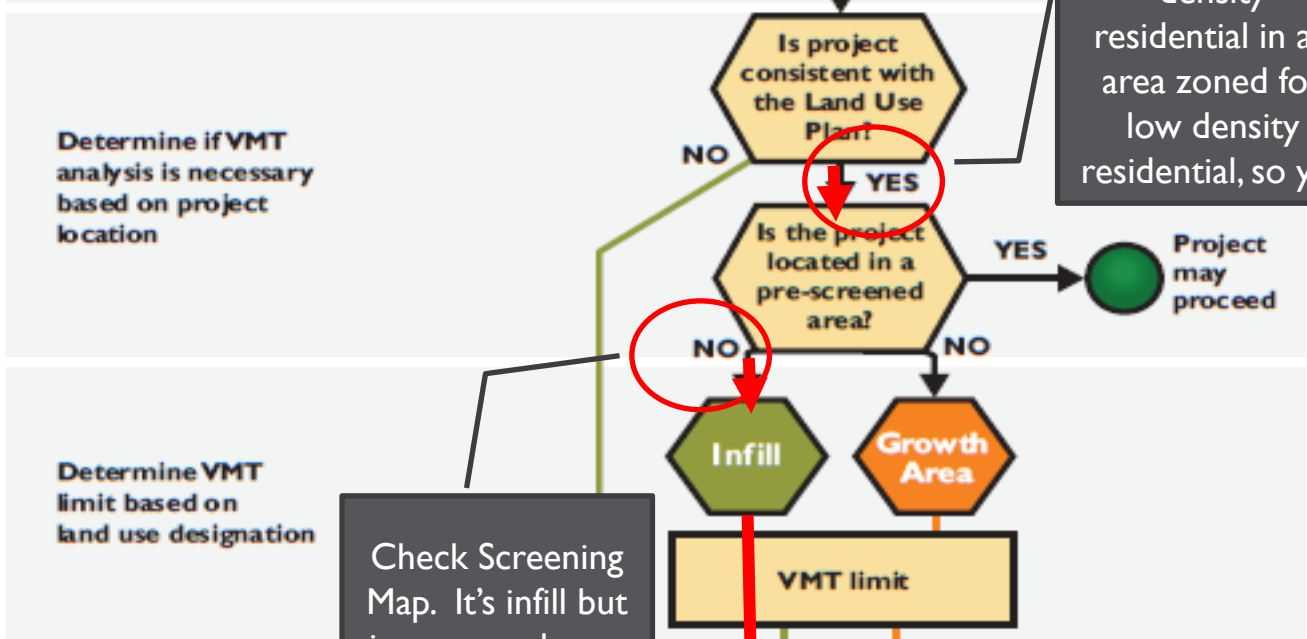 density
residential in a
area zoned fo
low density
residential, so y
Is project
consistent with
the Land Use
Plan?
NO
YES
Determine if VMT
analysis is necessary
based on project
location
Is the project
located in a
pre-screened
area?
YES
Project
may
proceed
NO
NO
Determine VMT
limit based on
land use designation
Infill
Growth
Area
VMT limit
Check Screening
Map. It's infill but